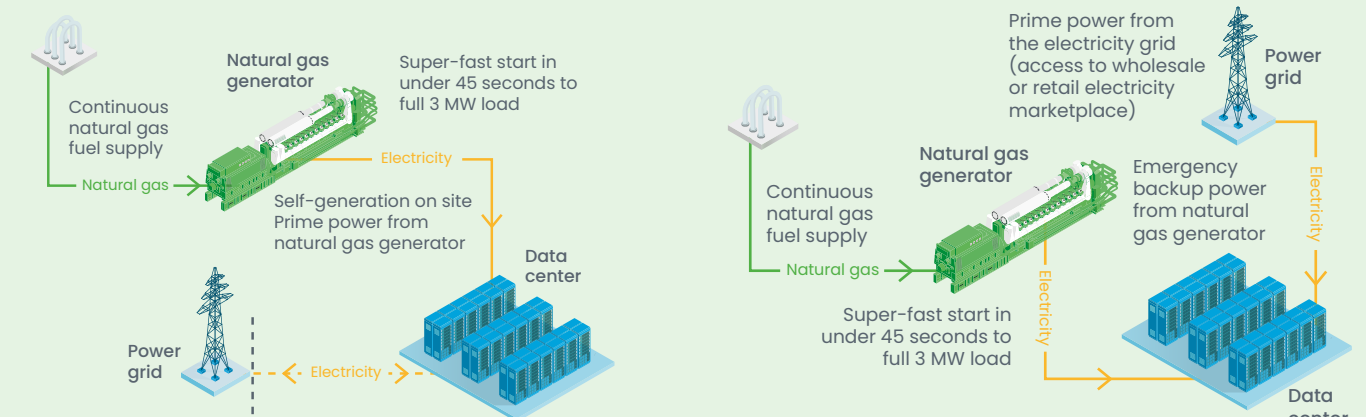 Natural gas
generator
Super-fast start in
under 45 seconds to
full 3 MW load
Continuous
natural gas
fuel supply
Natural gas
Electricity
Self-generation on site
Prime power from
natural gas generator
Data
center
Power
grid
Electricity
Prime power from
the electricity grid
(access to wholesale
or retail electricity
marketplace)
Power
grid
Natural gas
generator
Emergency
backup power
from natural
gas generator
Electricity
Continuous
natural gas
fuel supply
Natural gas
Electricity
Super-fast start in
under 45 seconds to
full 3 MW load
Data
center